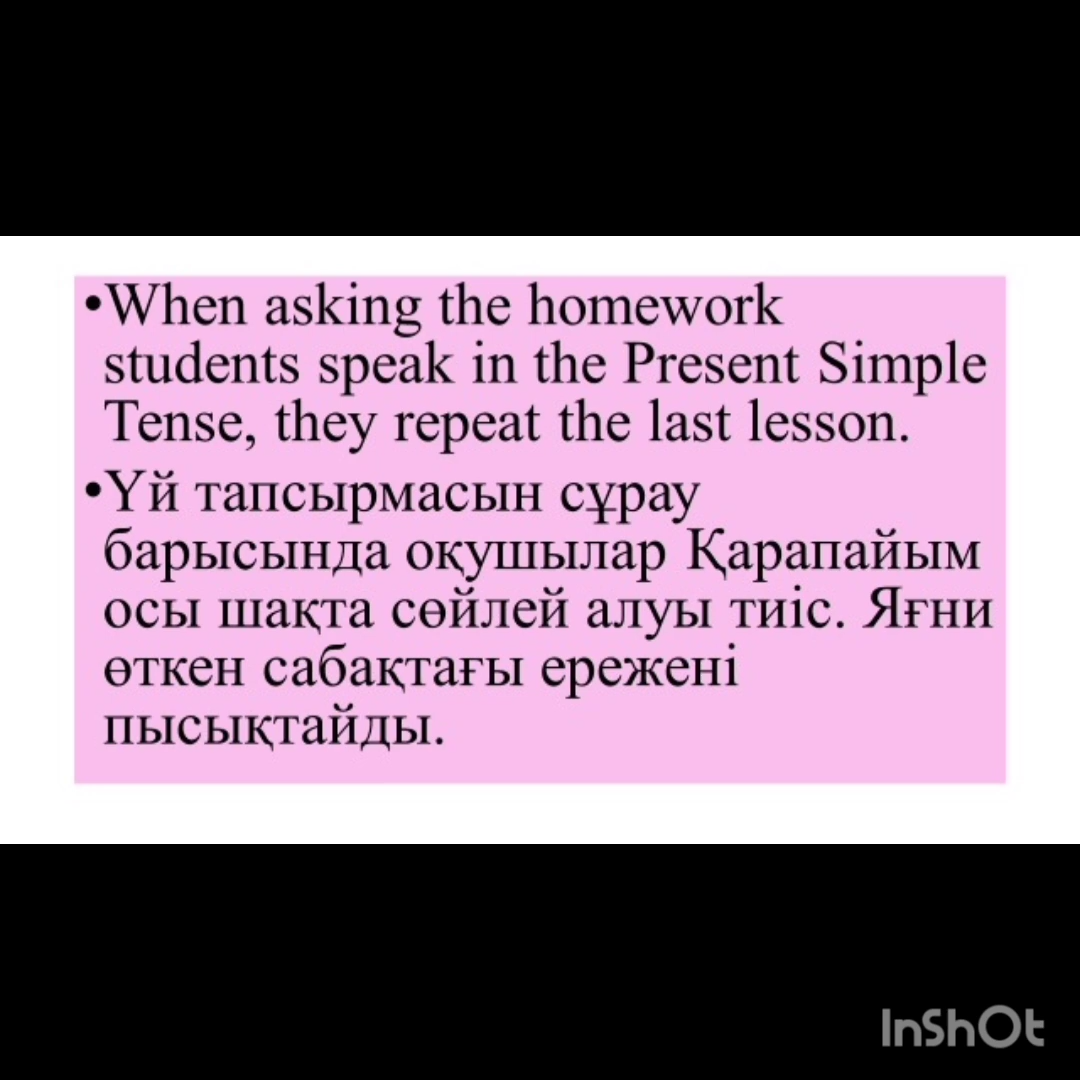 •When asking the homework
students speak in the Present Simple
Tense, they repeat the last lesson.
•Үй тапсырмасын сұрау
барысында оқушылар Қарапайым
осы шақта сөйлей алуы тиіс. Яғни
өткен сабақтағы ережені
пысықтайды.
InShOt